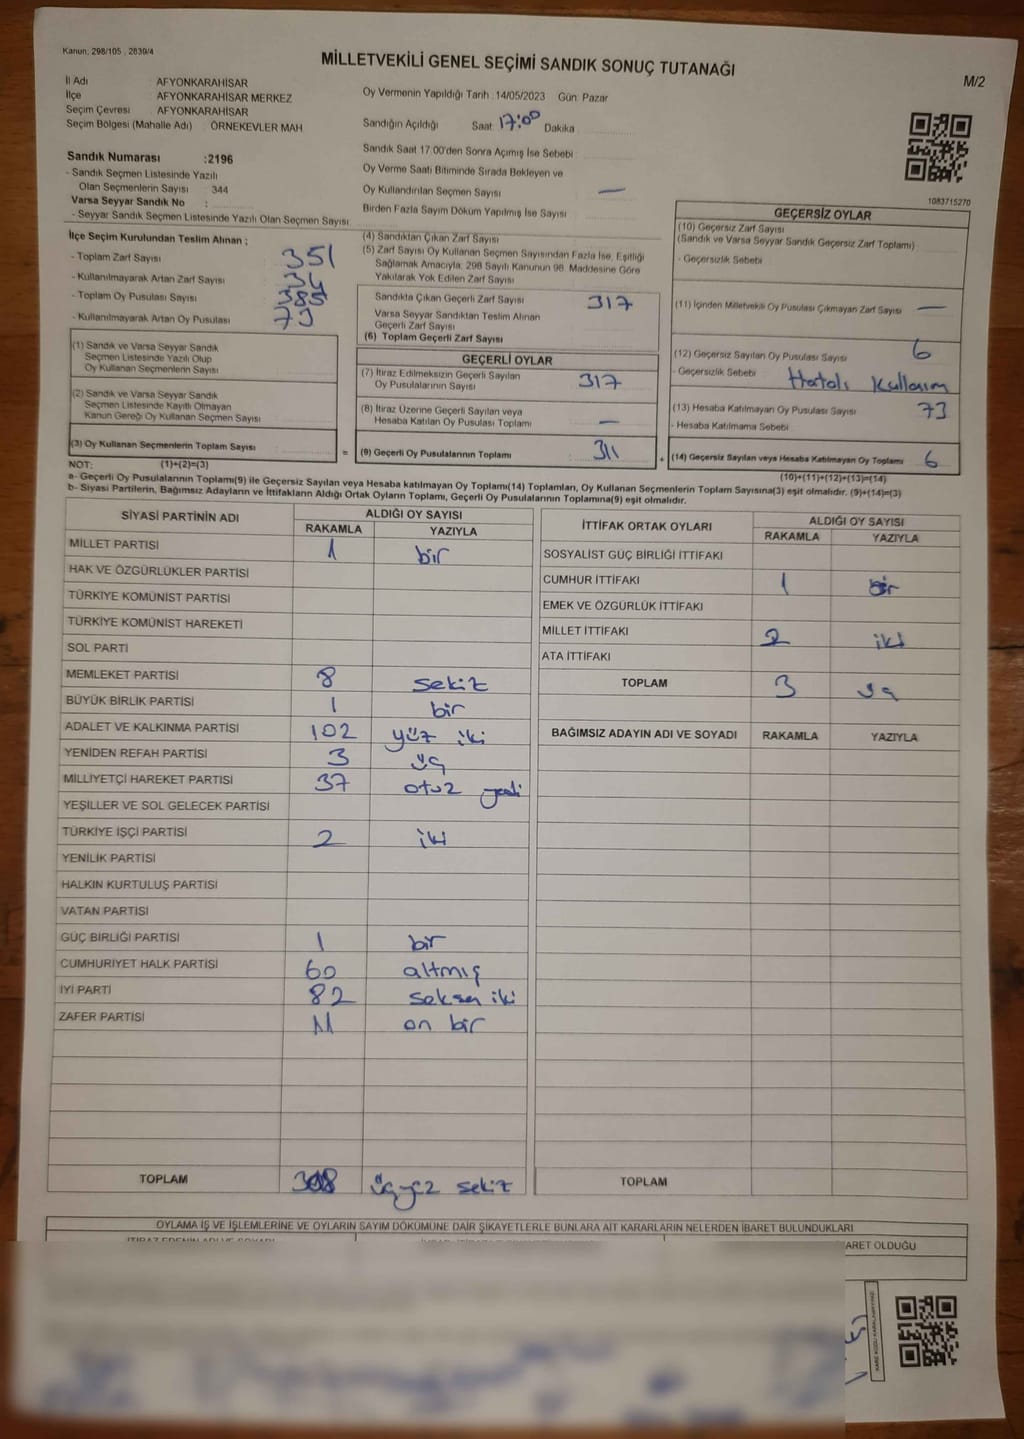 Kanun: 298/105 , 2839/4
MİLLETVEKİLİ GENEL SEÇİMİ SANDIK SONUÇ TUTANAĞI
M/2
İl Adı AFYONKARAHİSAR
İlçe AFYONKARAHİSAR MERKEZ
Seçim Çevresi AFYONKARAHİSAR
Seçim Bölgesi (Mahalle Adı) ÖRNEKEVLER MAH
Sandık Numarası :2196
- Sandık Seçmen Listesinde Yazılı
Olan Seçmenlerin Sayısı : 344
Varsa Seyyar Sandık No :
- Seyyar Sandık Seçmen Listesinde Yazılı Olan Seçmen Sayısı:
Oy Vermenin Yapıldığı Tarih :14/05/2023 Gün: Pazar
Sandığın Açıldığı Saat: 17:00 Dakika
Sandık Saat 17:00'den Sonra Açımış İse Sebebi
Oy Verme Saati Bitiminde Sırada Bekleyen ve
Oy Kullandırılan Seçmen Sayısı —
Birden Fazla Sayım Döküm Yapılmış İse Sayısı
1083715270
İlçe Seçim Kurulundan Teslim Alınan ;
- Toplam Zarf Sayısı 351
- Kullanılmayarak Artan Zarf Sayısı 34
- Toplam Oy Pusulası Sayısı 385
- Kullanılmayarak Artan Oy Pusulası 73
(1) Sandık ve Varsa Seyyar Sandık
Seçmen Listesinde Yazılı Olup
Oy Kullanan Seçmenlerin Sayısı
(2) Sandık ve Varsa Seyyar Sandık
Seçmen Listesinde Kayıtlı Olmayan
Kanun Gereği Oy Kullanan Seçmen Sayısı
(3) Oy Kullanan Seçmenlerin Toplam Sayısı =
(4) Sandıktan Çıkan Zarf Sayısı
(5) Zarf Sayısı Oy Kullanan Seçmen Sayısından Fazla İse, Eşitliği
Sağlamak Amacıyla; 298 Sayılı Kanunun 98. Maddesine Göre
Yakılarak Yok Edilen Zarf Sayısı
Sandıkta Çıkan Geçerli Zarf Sayısı 317
Varsa Seyyar Sandıktan Teslim Alınan
Geçerli Zarf Sayısı
(6) Toplam Geçerli Zarf Sayısı
GEÇERLİ OYLAR
(7) İtiraz Edilmeksizin Geçerli Sayılan
Oy Pusulalarının Sayısı 317
(8) İtiraz Üzerine Geçerli Sayılan veya
Hesaba Katılan Oy Pusulası Toplamı —
(9) Geçerli Oy Pusulalarının Toplamı 311 +
GEÇERSİZ OYLAR
(10) Geçersiz Zarf Sayısı
(Sandık ve Varsa Seyyar Sandık Geçersiz Zarf Toplamı)
- Geçersizlik Sebebi
(11) İçinden Milletvekili Oy Pusulası Çıkmayan Zarf Sayısı —
(12) Geçersiz Sayılan Oy Pusulası Sayısı 6
- Geçersizlik Sebebi Hatalı Kullanım
(13) Hesaba Katılmayan Oy Pusulası Sayısı 73
- Hesaba Katılmama Sebebi
(14) Geçersiz Sayılan veya Hesaba Katılmayan Oy Toplamı 6
NOT: (1)+(2)=(3) (10)+(11)+(12)+(13)=(14)
a- Geçerli Oy Pusulalarının Toplamı(9) ile Geçersiz Sayılan veya Hesaba Katılmayan Oy Toplamı(14) Toplamları, Oy Kullanan Seçmenlerin Toplam Sayısına(3) eşit olmalıdır. (9)+(14)=(3)
b- Siyasi Partilerin, Bağımsız Adayların ve İttifakların Aldığı Ortak Oyların Toplamı, Geçerli Oy Pusulalarının Toplamına(9) eşit olmalıdır.
SİYASİ PARTİNİN ADI ALDIĞI OY SAYISI
RAKAMLA YAZIYLA
MİLLET PARTİSİ 1 bir
HAK VE ÖZGÜRLÜKLER PARTİSİ
TÜRKİYE KOMÜNİST PARTİSİ
TÜRKİYE KOMÜNİST HAREKETİ
SOL PARTİ
MEMLEKET PARTİSİ 8 sekiz
BÜYÜK BİRLİK PARTİSİ 1 bir
ADALET VE KALKINMA PARTİSİ 102 yüz iki
YENİDEN REFAH PARTİSİ 3 üç
MİLLİYETÇİ HAREKET PARTİSİ 37 otuz yedi
YEŞİLLER VE SOL GELECEK PARTİSİ
TÜRKİYE İŞÇİ PARTİSİ 2 iki
YENİLİK PARTİSİ
HALKIN KURTULUŞ PARTİSİ
VATAN PARTİSİ
GÜÇ BİRLİĞİ PARTİSİ 1 bir
CUMHURİYET HALK PARTİSİ 60 altmış
İYİ PARTİ 82 seksen iki
ZAFER PARTİSİ 11 on bir
TOPLAM 308 üçyüz sekiz
İTTİFAK ORTAK OYLARI ALDIĞI OY SAYISI
RAKAMLA YAZIYLA
SOSYALİST GÜÇ BİRLİĞİ İTTİFAKI
CUMHUR İTTİFAKI 1 bir
EMEK VE ÖZGÜRLÜK İTTİFAKI
MİLLET İTTİFAKI 2 iki
ATA İTTİFAKI
TOPLAM 3 üç
BAĞIMSIZ ADAYIN ADI VE SOYADI RAKAMLA YAZIYLA
TOPLAM
OYLAMA İŞ VE İŞLEMLERİNE VE OYLARIN SAYIM DÖKÜMÜNE DAİR ŞİKAYETLERLE BUNLARA AİT KARARLARIN NELERDEN İBARET BULUNDUKLARI
ARET OLDUĞU